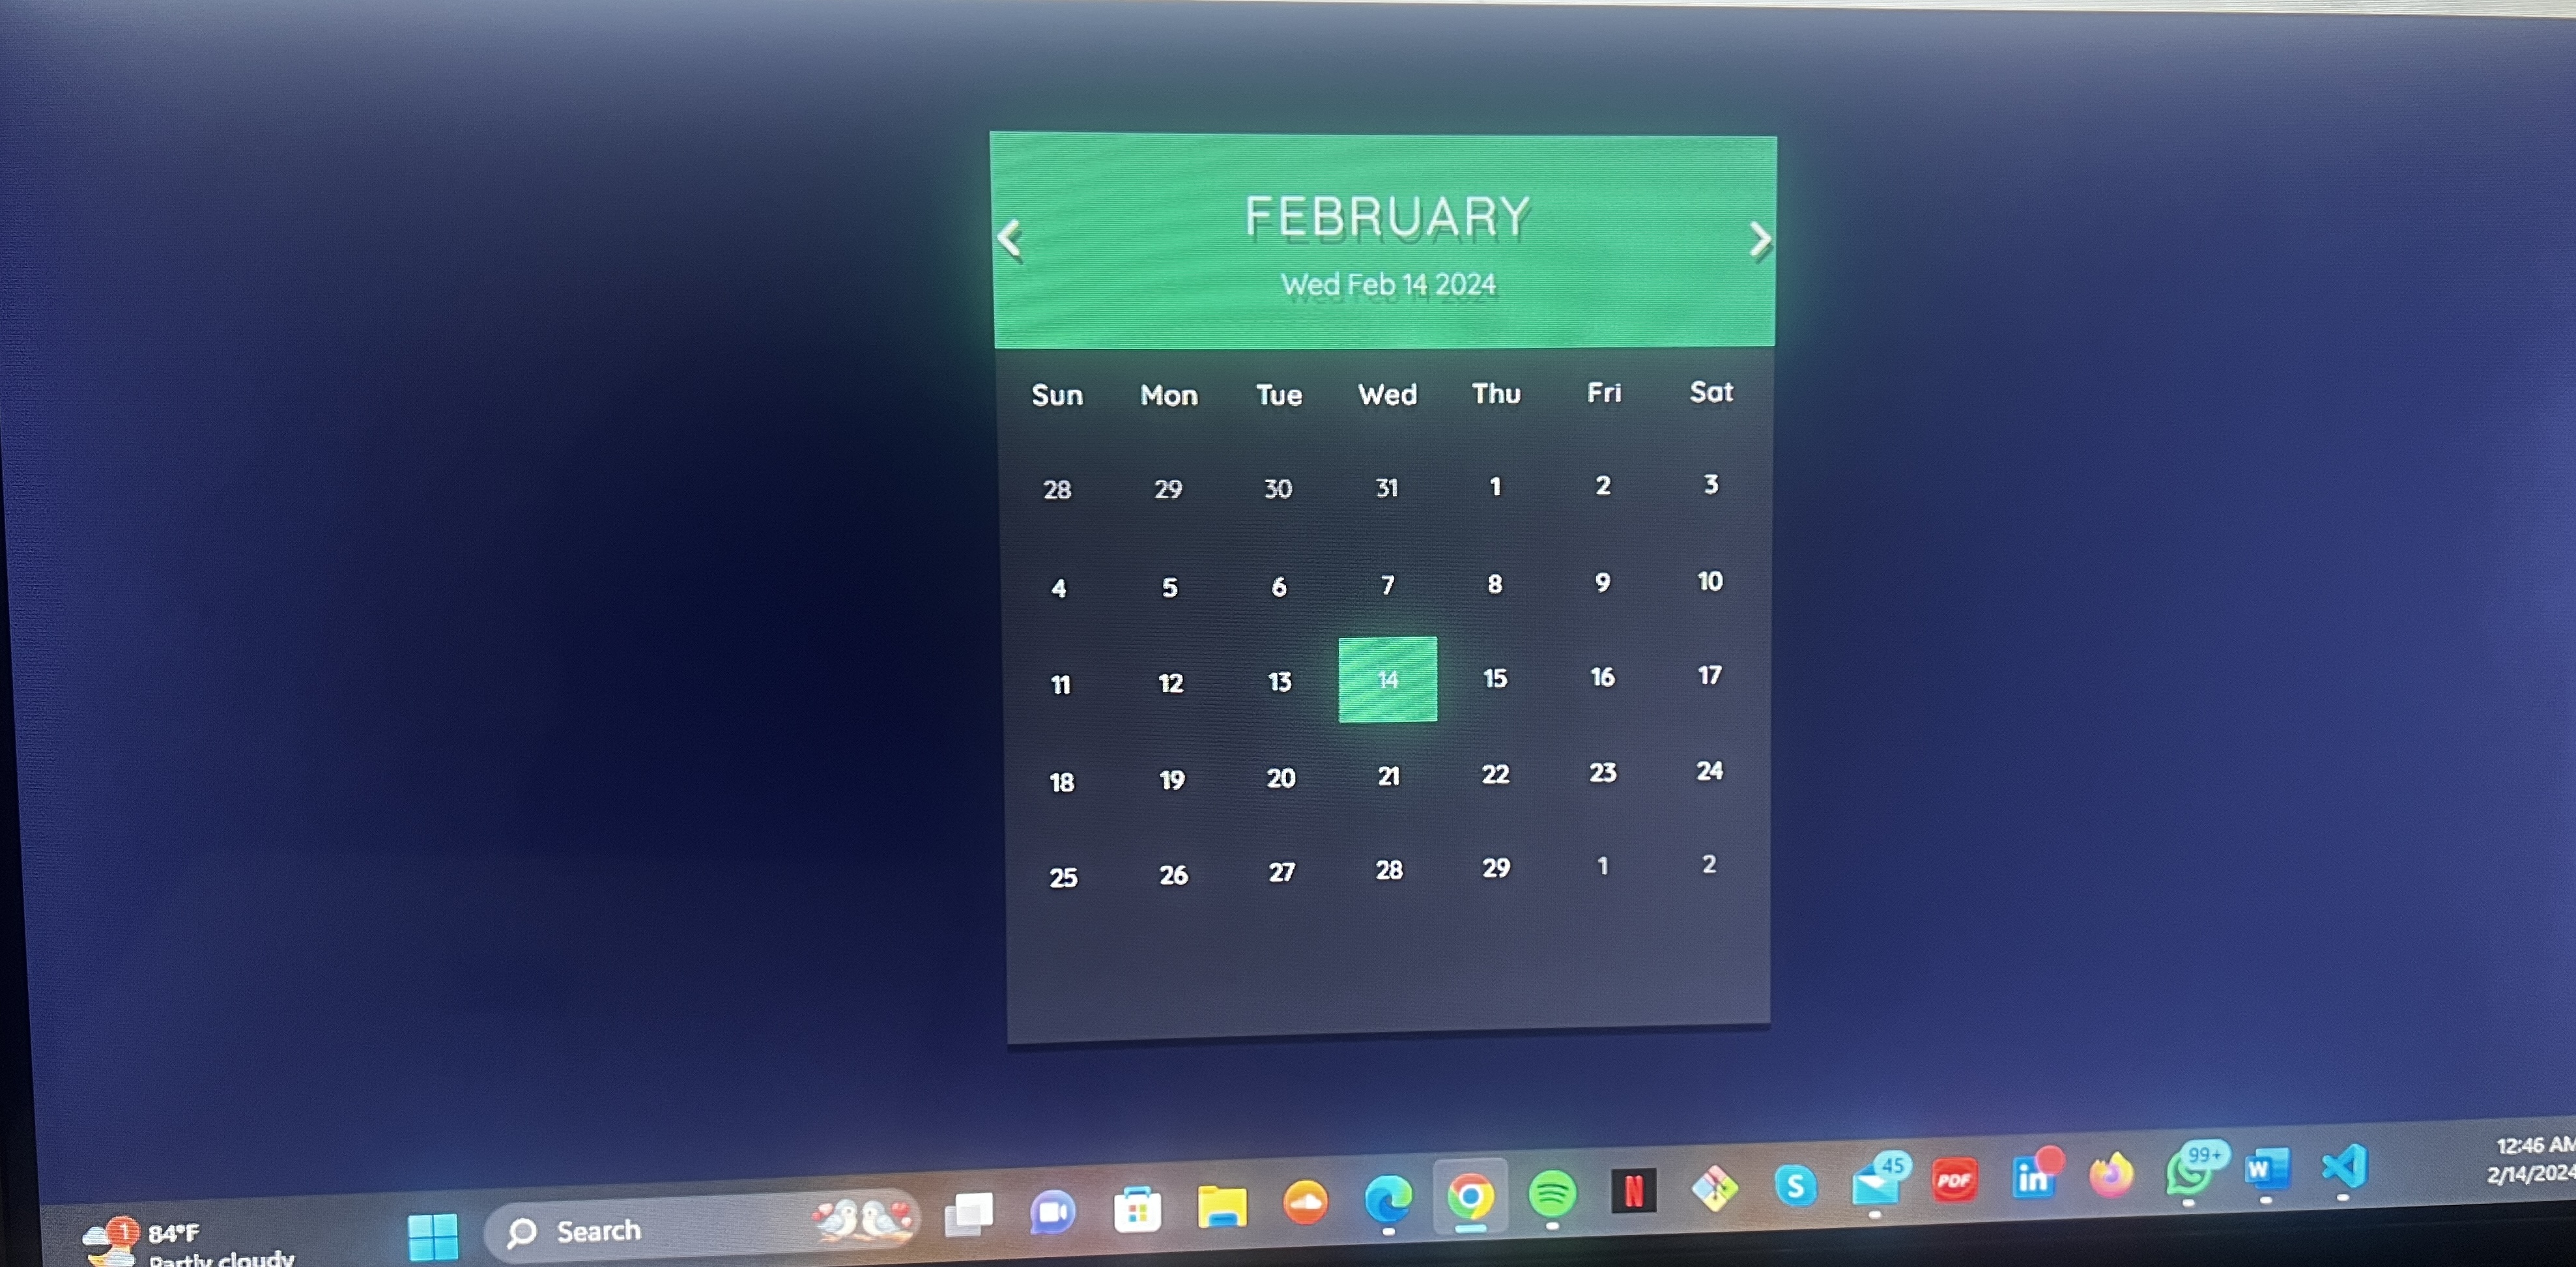 FEBRUARY
Wed Feb 14 2024
Sun Mon Tue Wed Thu Fri Sat
28 29 30 31 1 2 3
4 5 6 7 8 9 10
11 12 13 14 15 16 17
18 19 20 21 22 23 24
25 26 27 28 29 1 2
1 84°F
Partly cloudy
Search
N
S
45
PDF
in
99+
W
12:46 AM
2/14/2024